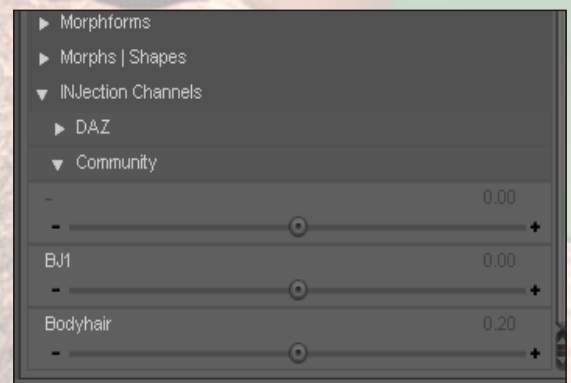 Morphforms
Morphs | Shapes
INJection Channels
DAZ
Community
- 0.00
- +
BJ1 0.00
- +
Bodyhair 0.20
- +